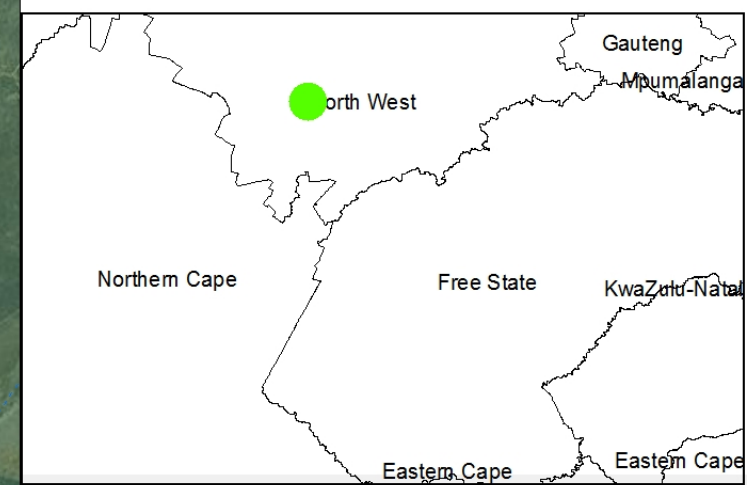 Gauteng
Mpumalanga
orth West
Northern Cape
Free State
KwaZulu-Natal
Eastern Cape
Eastern Cape